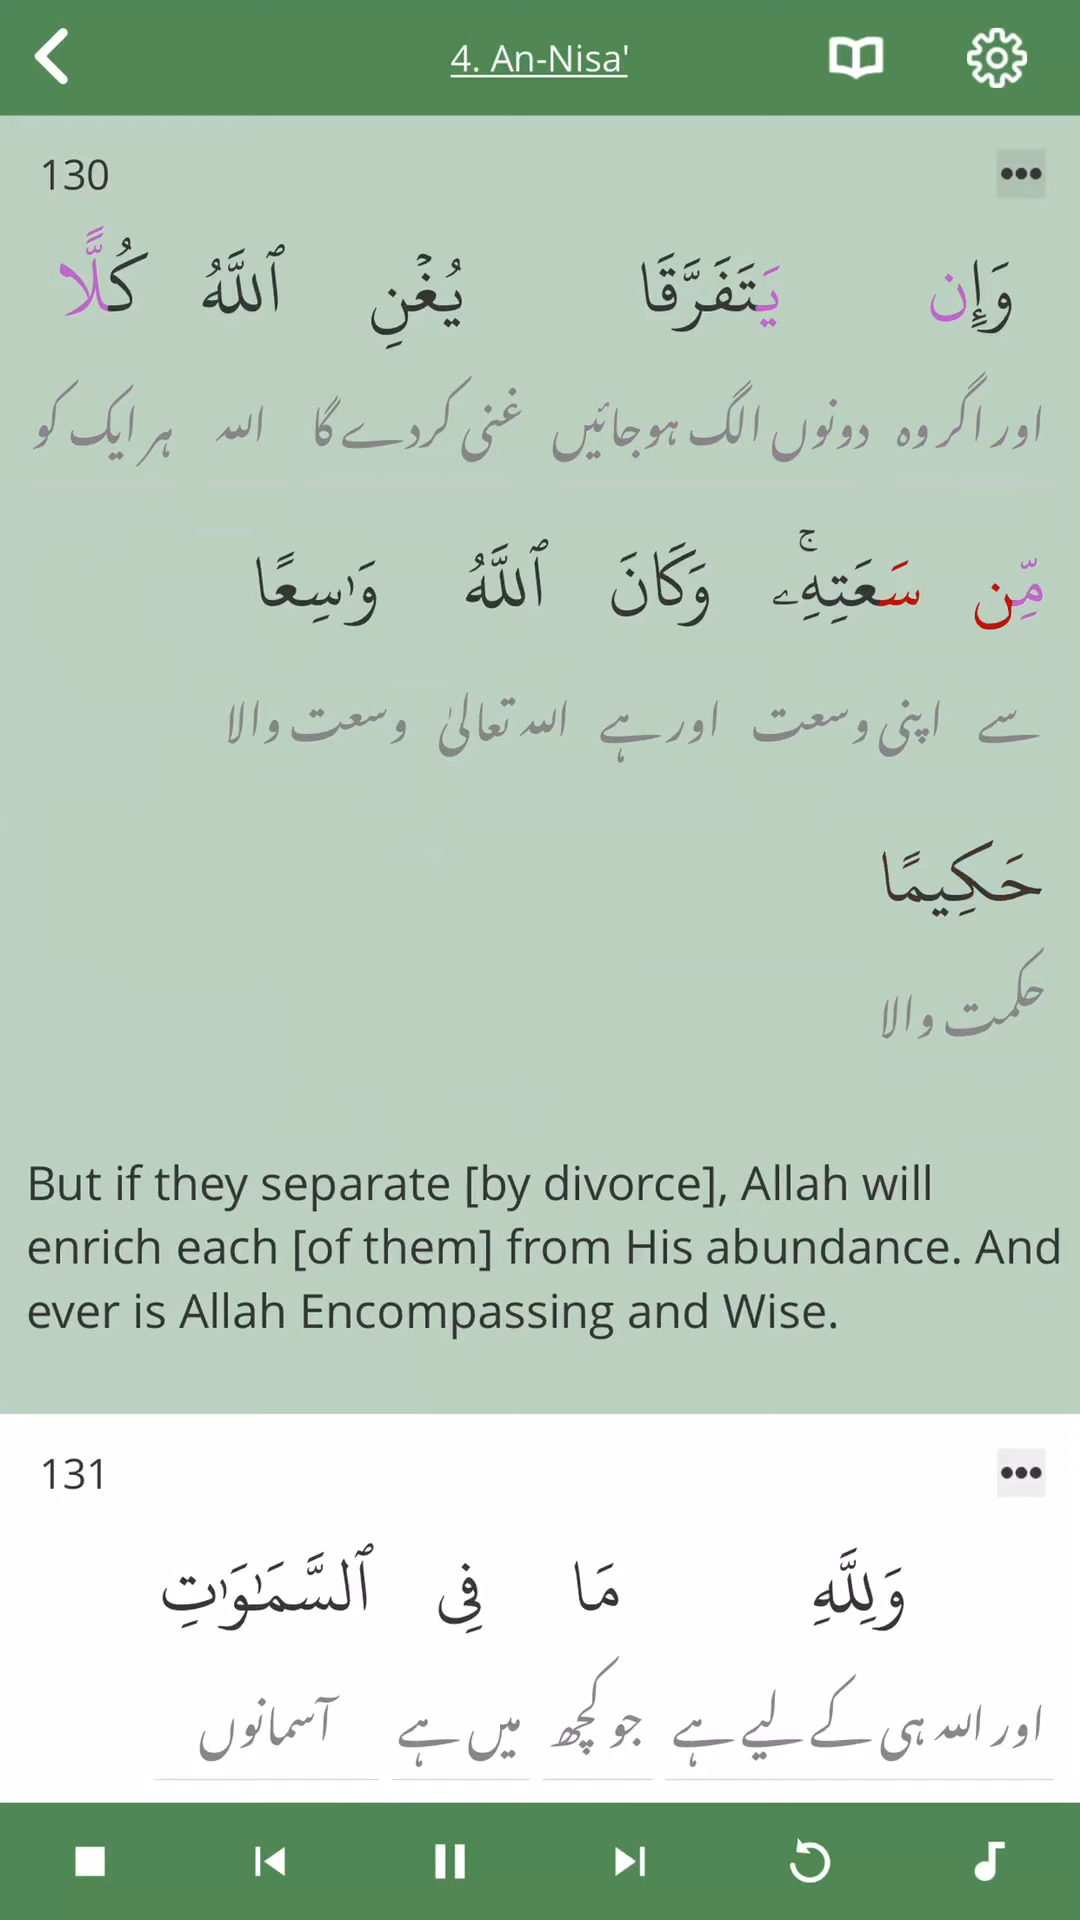 4. An-Nisa'
130
وَإِن يَتَفَرَّقَا يُغْنِ ٱللَّهُ كُلًّا
اور اگر وہ دونوں الگ ہوجائیں غنی کردے گا اللہ ہر ایک کو
مِّن سَعَتِهِۦ ۚ وَكَانَ ٱللَّهُ وَٰسِعًا
سے اپنی وسعت اور ہے اللہ تعالیٰ وسعت والا
حَكِيمًا
حکمت والا
But if they separate [by divorce], Allah will
enrich each [of them] from His abundance. And
ever is Allah Encompassing and Wise.
131
وَلِلَّهِ مَا فِى ٱلسَّمَٰوَٰتِ
اور اللہ ہی کے لیے ہے جو کچھ میں ہے آسمانوں